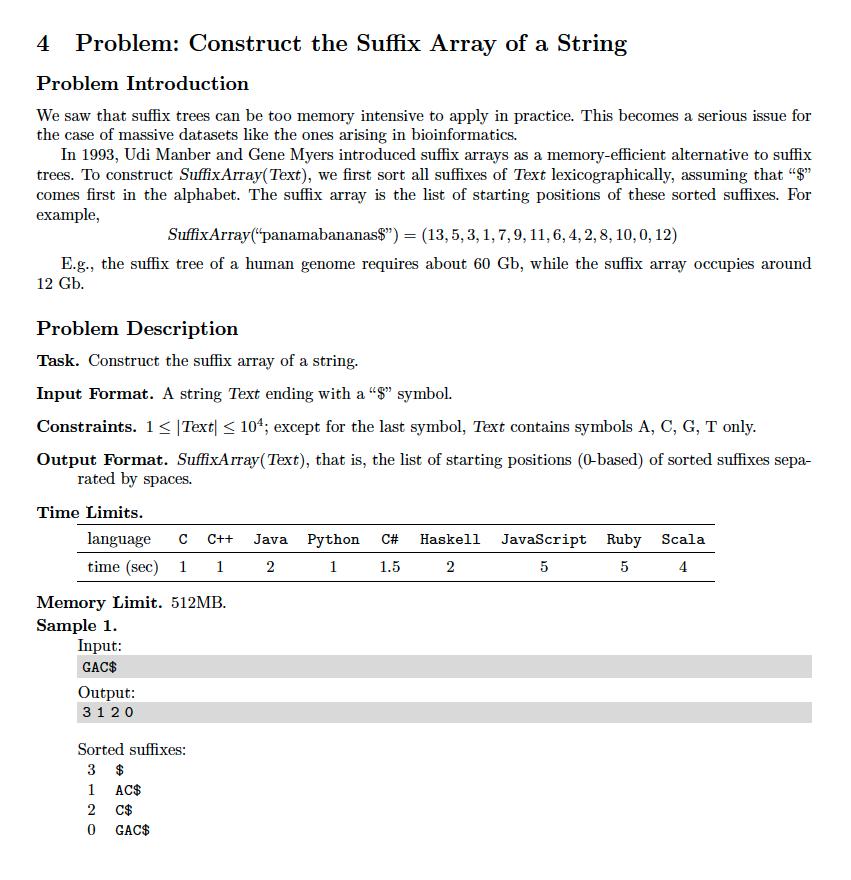 4 Problem: Construct the Suffix Array of a String
Problem Introduction
We saw that suffix trees can be too memory intensive to apply in practice. This becomes a serious issue for
the case of massive datasets like the ones arising in bioinformatics.
In 1993, Udi Manber and Gene Myers introduced suffix arrays as a memory-efficient alternative to suffix
trees. To construct SuffixArray(Text), we first sort all suffixes of Text lexicographically, assuming that “$”
comes first in the alphabet. The suffix array is the list of starting positions of these sorted suffixes. For
example,
SuffixArray(“panamabananas$”) = (13, 5, 3, 1, 7, 9, 11, 6, 4, 2, 8, 10, 0, 12)
E.g., the suffix tree of a human genome requires about 60 Gb, while the suffix array occupies around
12 Gb.
Problem Description
Task. Construct the suffix array of a string.
Input Format. A string Text ending with a “$” symbol.
Constraints. 1 ≤ |Text| ≤ 10⁴; except for the last symbol, Text contains symbols A, C, G, T only.
Output Format. SuffixArray(Text), that is, the list of starting positions (0-based) of sorted suffixes sepa-
rated by spaces.
Time Limits.
language C C++ Java Python C# Haskell JavaScript Ruby Scala
time (sec) 1 1 2 1 1.5 2 5 5 4
Memory Limit. 512MB.
Sample 1.
Input:
GAC$
Output:
3 1 2 0
Sorted suffixes:
3 $
1 AC$
2 C$
0 GAC$